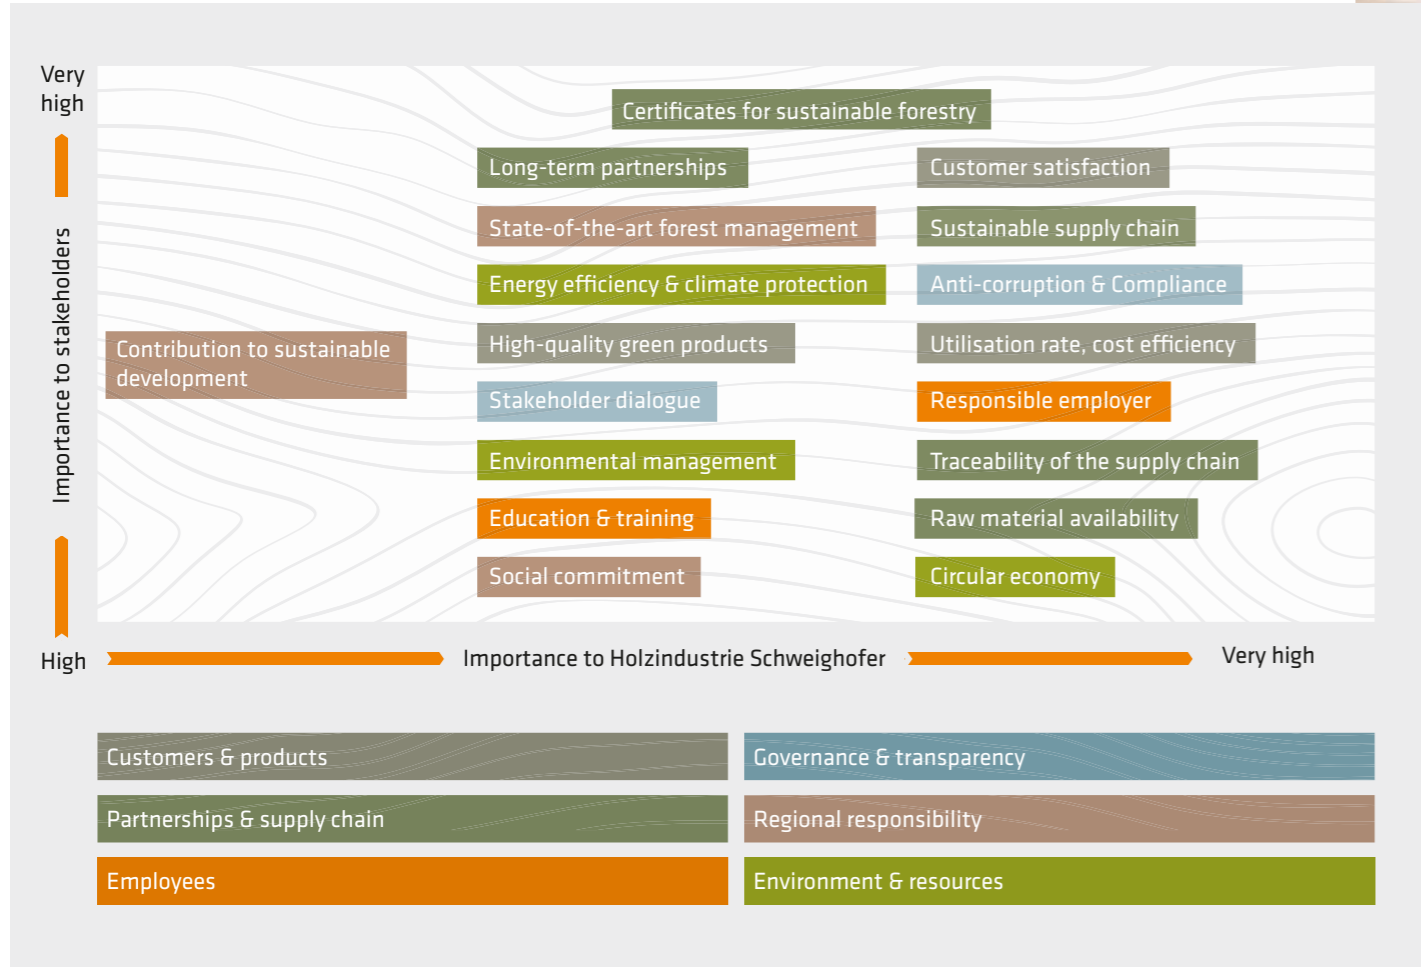 Very
high
Certificates for sustainable forestry
Long-term partnerships
Customer satisfaction
State-of-the-art forest management
Sustainable supply chain
Energy efficiency & climate protection
Anti-corruption & Compliance
Contribution to sustainable
development
High-quality green products
Utilisation rate, cost efficiency
Stakeholder dialogue
Responsible employer
Environmental management
Traceability of the supply chain
Education & training
Raw material availability
Social commitment
Circular economy
Importance to stakeholders
High
Importance to Holzindustrie Schweighofer
Very high
Customers & products
Governance & transparency
Partnerships & supply chain
Regional responsibility
Employees
Environment & resources